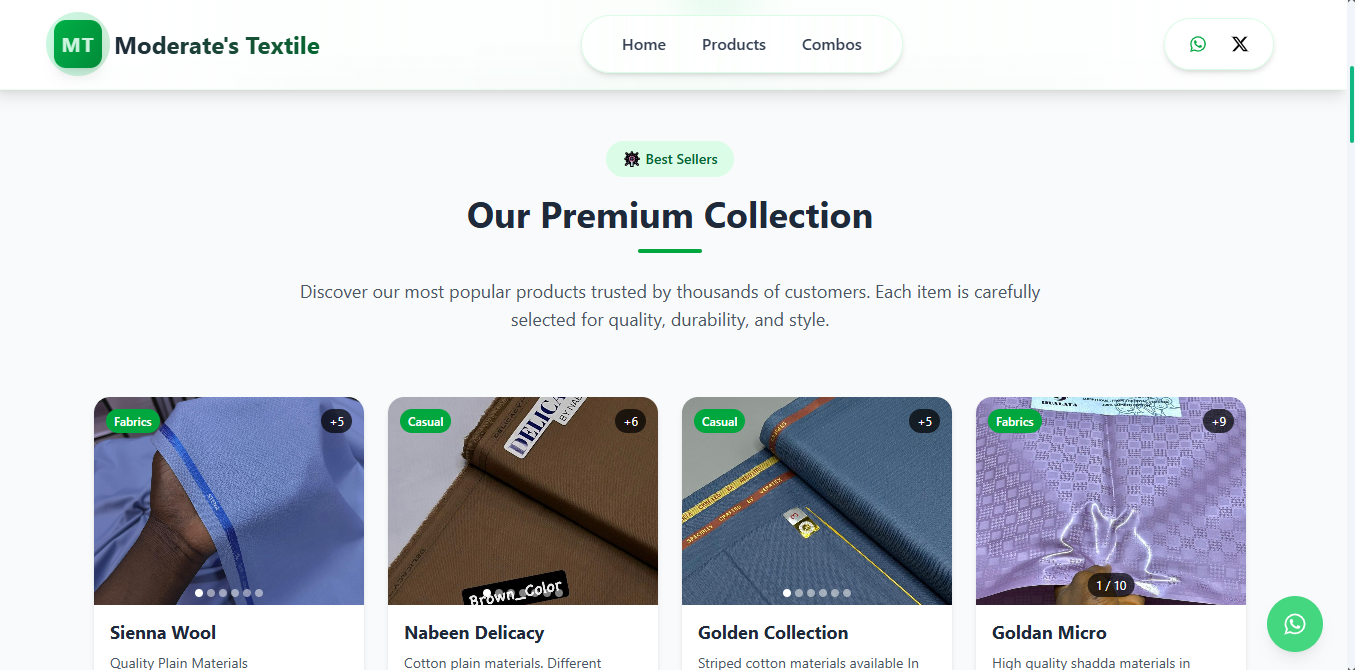 MT
Moderate's Textile
Home
Products
Combos
Best Sellers
Our Premium Collection
Discover our most popular products trusted by thousands of customers. Each item is carefully
selected for quality, durability, and style.
Fabrics
+5
Casual
+6
DELICA
BY NAB
Brown_Color
Casual
+5
Fabrics
+9
1 / 10
Sienna Wool
Nabeen Delicacy
Golden Collection
Goldan Micro
Quality Plain Materials
Cotton plain materials. Different
Striped cotton materials available In
High quality shadda materials in